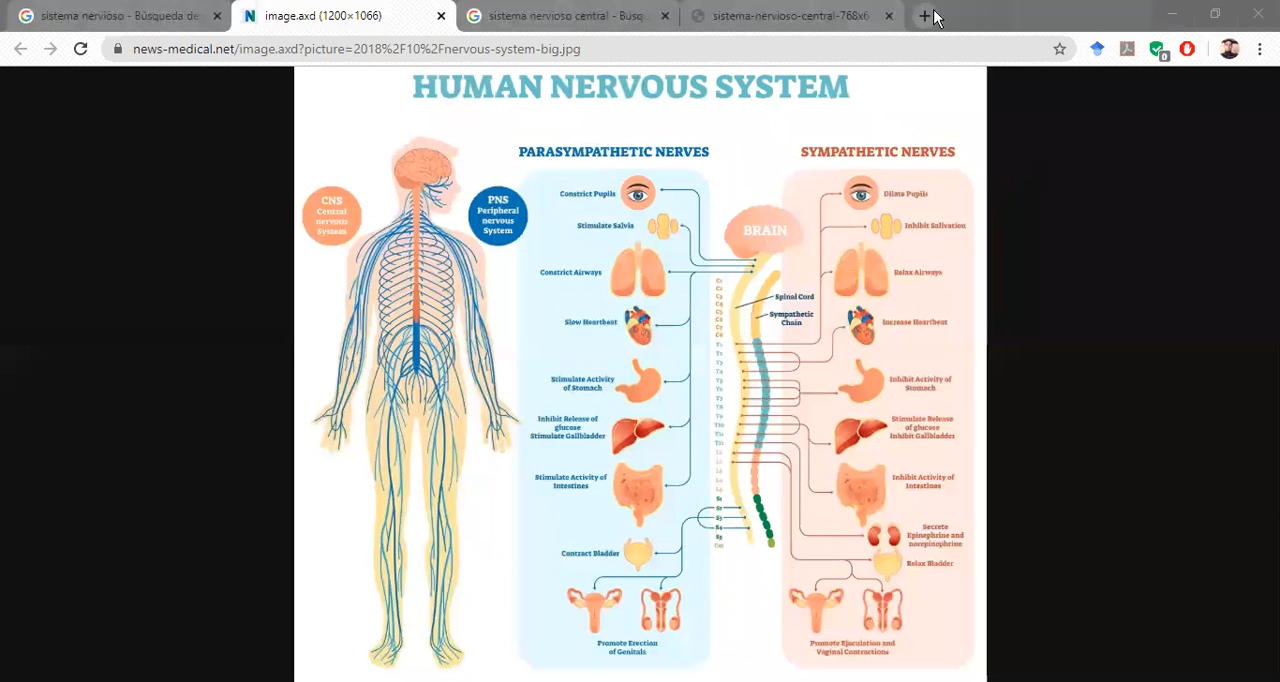 sistema nervioso - Búsqueda de
image.axd (1200×1066)
sistema nervioso central - Búsq
sistema-nervioso-central-768x6
news-medical.net/image.axd?picture=2018%2F10%2Fnervous-system-big.jpg
0
HUMAN NERVOUS SYSTEM
CNS
Central
nervous
System
PNS
Peripheral
nervous
System
PARASYMPATHETIC NERVES
Constrict Pupils
Stimulate Salvia
Constrict Airways
Slow Heartbeat
Stimulate Activity
of Stomach
Inhibit Release of
glucose
Stimulate Gallbladder
Stimulate Activity of
Intestines
Contract Bladder
Promote Erection
of Genitals
BRAIN
Spinal Cord
Sympathetic
Chain
SYMPATHETIC NERVES
Dilate Pupils
Inhibit Salivation
Relax Airways
Increase Heartbeat
Inhibit Activity of
Stomach
Stimulate Release
of glucose
Inhibit Gallbladder
Inhibit Activity of
Intestines
Secrete
Epinephrine and
norepinephrine
Relax Bladder
Promote Ejaculation and
Vaginal Contractions